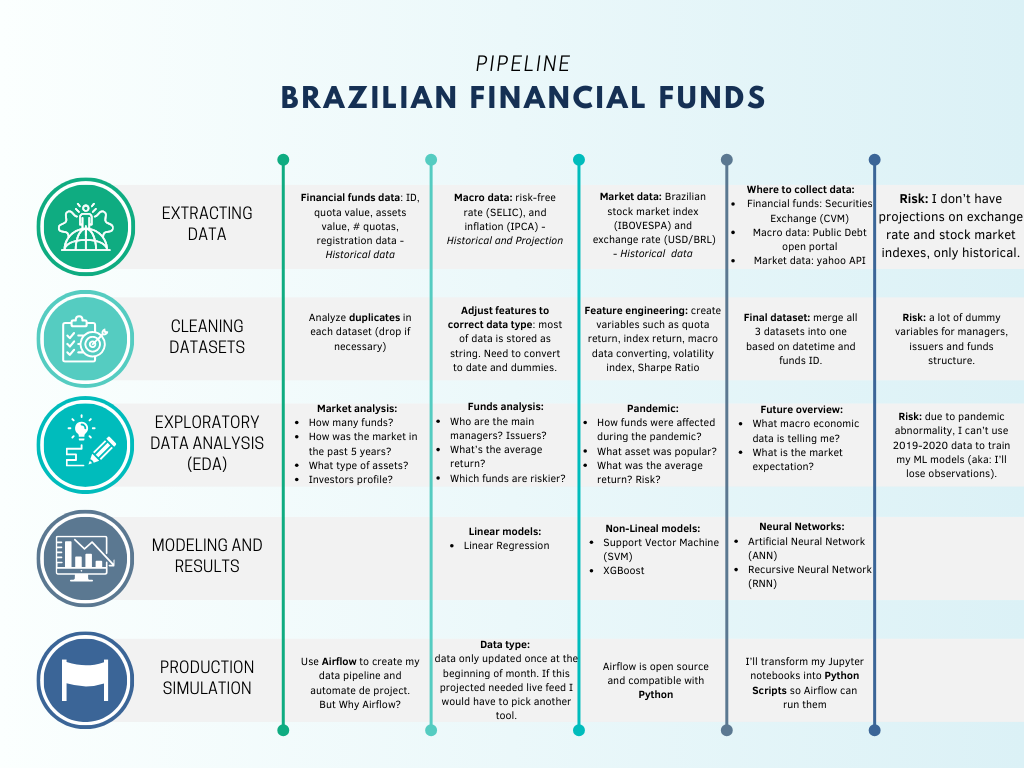 PIPELINE
BRAZILIAN FINANCIAL FUNDS
EXTRACTING
DATA
Financial funds data: ID,
quota value, assets
value, # quotas,
registration data -
Historical data
Macro data: risk-free
rate (SELIC), and
inflation (IPCA) -
Historical and Projection
Market data: Brazilian
stock market index
(IBOVESPA) and
exchange rate (USD/BRL)
- Historical data
Where to collect data:
• Financial funds: Securities
Exchange (CVM)
• Macro data: Public Debt
open portal
• Market data: yahoo API
Risk: I don't have
projections on exchange
rate and stock market
indexes, only historical.
CLEANING
DATASETS
Analyze duplicates in
each dataset (drop if
necessary)
Adjust features to
correct data type: most
of data is stored as
string. Need to convert
to date and dummies.
Feature engineering: create
variables such as quota
return, index return, macro
data converting, volatility
index, Sharpe Ratio
Final dataset: merge all
3 datasets into one
based on datetime and
funds ID.
Risk: a lot of dummy
variables for managers,
issuers and funds
structure.
EXPLORATORY
DATA ANALYSIS
(EDA)
Market analysis:
• How many funds?
• How was the market in
the past 5 years?
• What type of assets?
• Investors profile?
Funds analysis:
• Who are the main
managers? Issuers?
• What's the average
return?
• Which funds are riskier?
Pandemic:
• How funds were affected
during the pandemic?
• What asset was popular?
• What was the average
return? Risk?
Future overview:
• What macro economic
data is telling me?
• What is the market
expectation?
Risk: due to pandemic
abnormality, I can't use
2019-2020 data to train
my ML models (aka: I'll
lose observations).
MODELING AND
RESULTS
Linear models:
• Linear Regression
Non-Lineal models:
• Support Vector Machine
(SVM)
• XGBoost
Neural Networks:
• Artificial Neural Network
(ANN)
• Recursive Neural Network
(RNN)
PRODUCTION
SIMULATION
Use Airflow to create my
data pipeline and
automate de project.
But Why Airflow?
Data type:
data only updated once at the
beginning of month. If this
projected needed live feed I
would have to pick another
tool.
Airflow is open source
and compatible with
Python
I'll transform my Jupyter
notebooks into Python
Scripts so Airflow can
run them